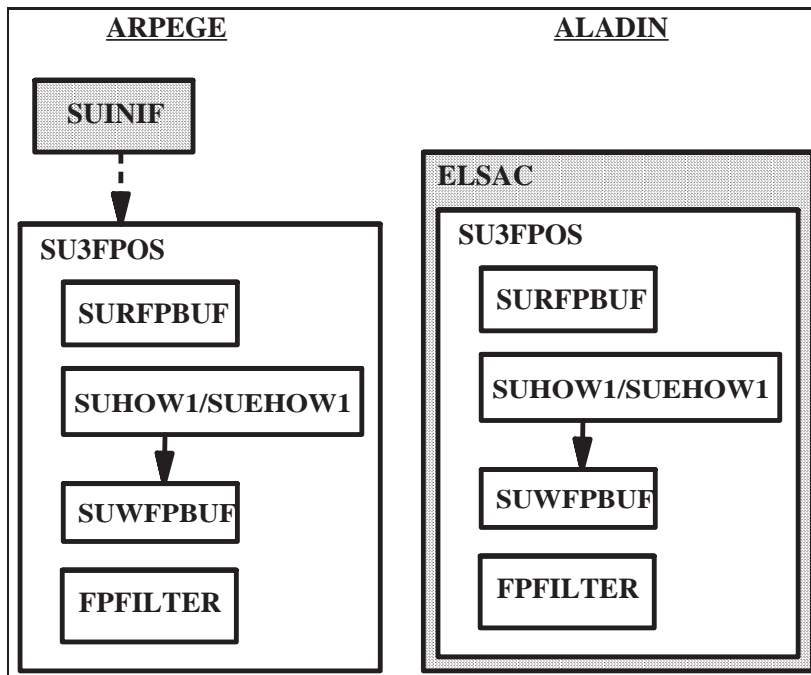 ARPEGE
SUINIF
SU3FPOS
SURFPBUF
SUHOW1/SUEHOW1
SUWFPBUF
FPFILTER
ALADIN
ELSAC
SU3FPOS
SURFPBUF
SUHOW1/SUEHOW1
SUWFPBUF
FPFILTER